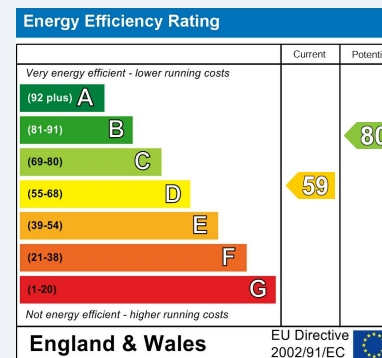 Energy Efficiency Rating
Current Potenti
Very energy efficient - lower running costs
(92 plus) A
(81-91) B
80
(69-80) C
(55-68) D
59
(39-54) E
(21-38) F
(1-20) G
Not energy efficient - higher running costs
England & Wales
EU Directive
2002/91/EC